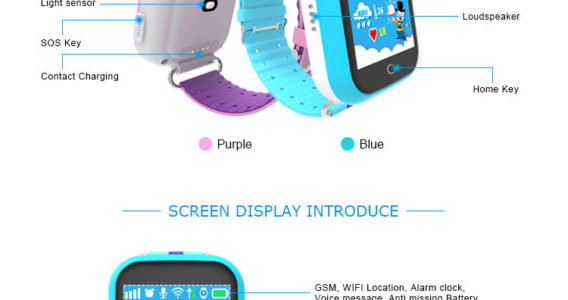 Light sensor
Loudspeaker
18
SOS Key
Contact Charging
Home Key
Purple
Blue
SCREEN DISPLAY INTRODUCE
GSM, WIFI Location, Alarm clock,
Voice message, Anti missing Battery